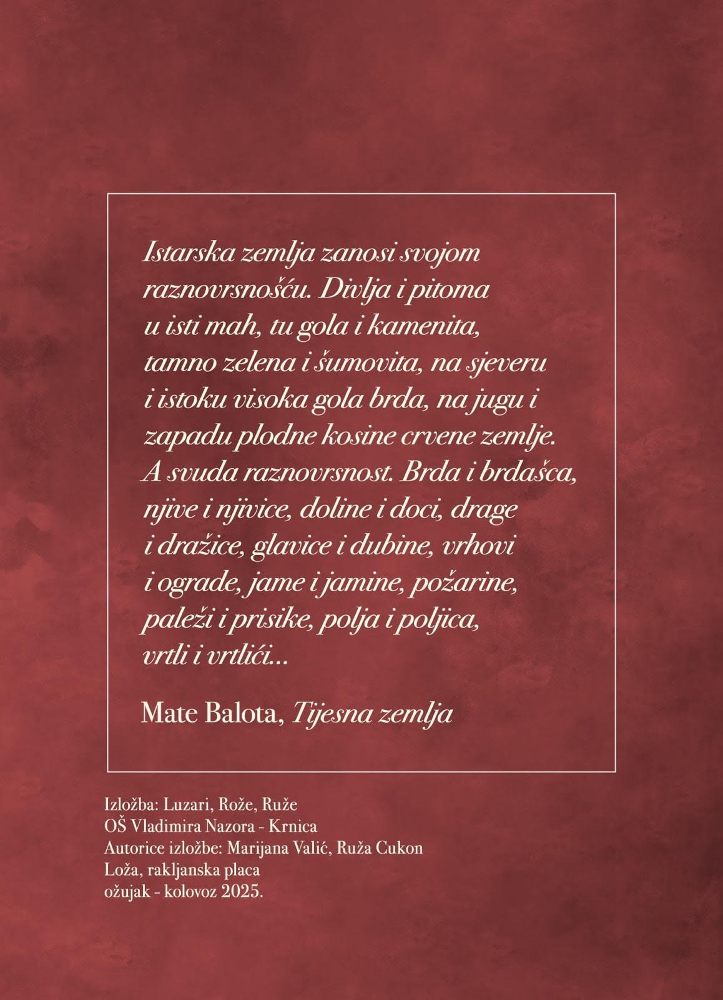 Istarska zemlja zanosi svojom
raznovrsnošću. Divlja i pitoma
u isti mah, tu gola i kamenita,
tamno zelena i šumovita, na sjeveru
i istoku visoka gola brda, na jugu i
zapadu plodne kosine crvene zemlje.
A svuda raznovrsnost. Brda i brdašca,
njive i njivice, doline i doci, drage
i dražice, glavice i dubine, vrhovi
i ograde, jame i jamine, požarine,
paleži i prisike, polja i poljica,
vrtli i vrtlići...
Mate Balota, Tijesna zemlja
Izložba: Luzari, Rože, Ruže
OŠ Vladimira Nazora - Krnica
Autorice izložbe: Marijana Valić, Ruža Cukon
Loža, rakljanska placa
ožujak - kolovoz 2025.